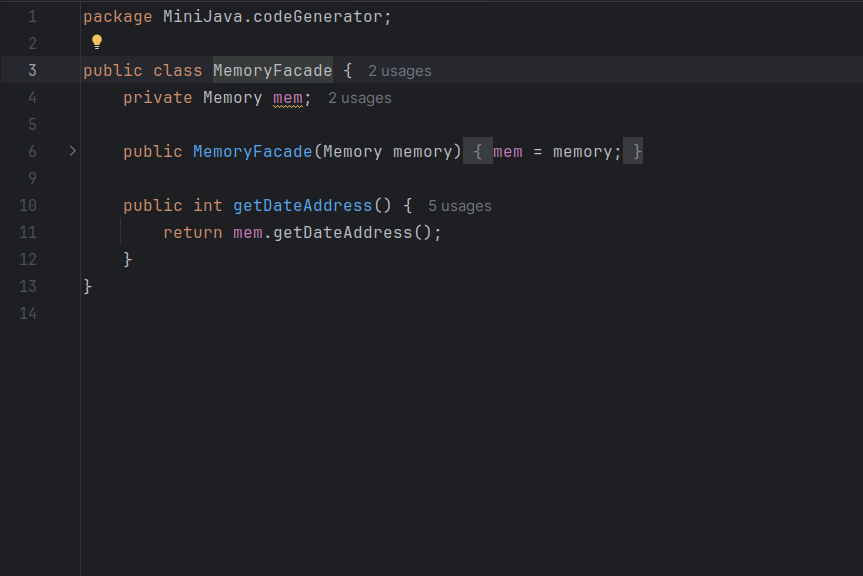 1 package MiniJava.codeGenerator;
2
3 public class MemoryFacade { 2 usages
4 private Memory mem; 2 usages
5
6 public MemoryFacade(Memory memory) { mem = memory; }
9
10 public int getDateAddress() { 5 usages
11 return mem.getDateAddress();
12 }
13 }
14